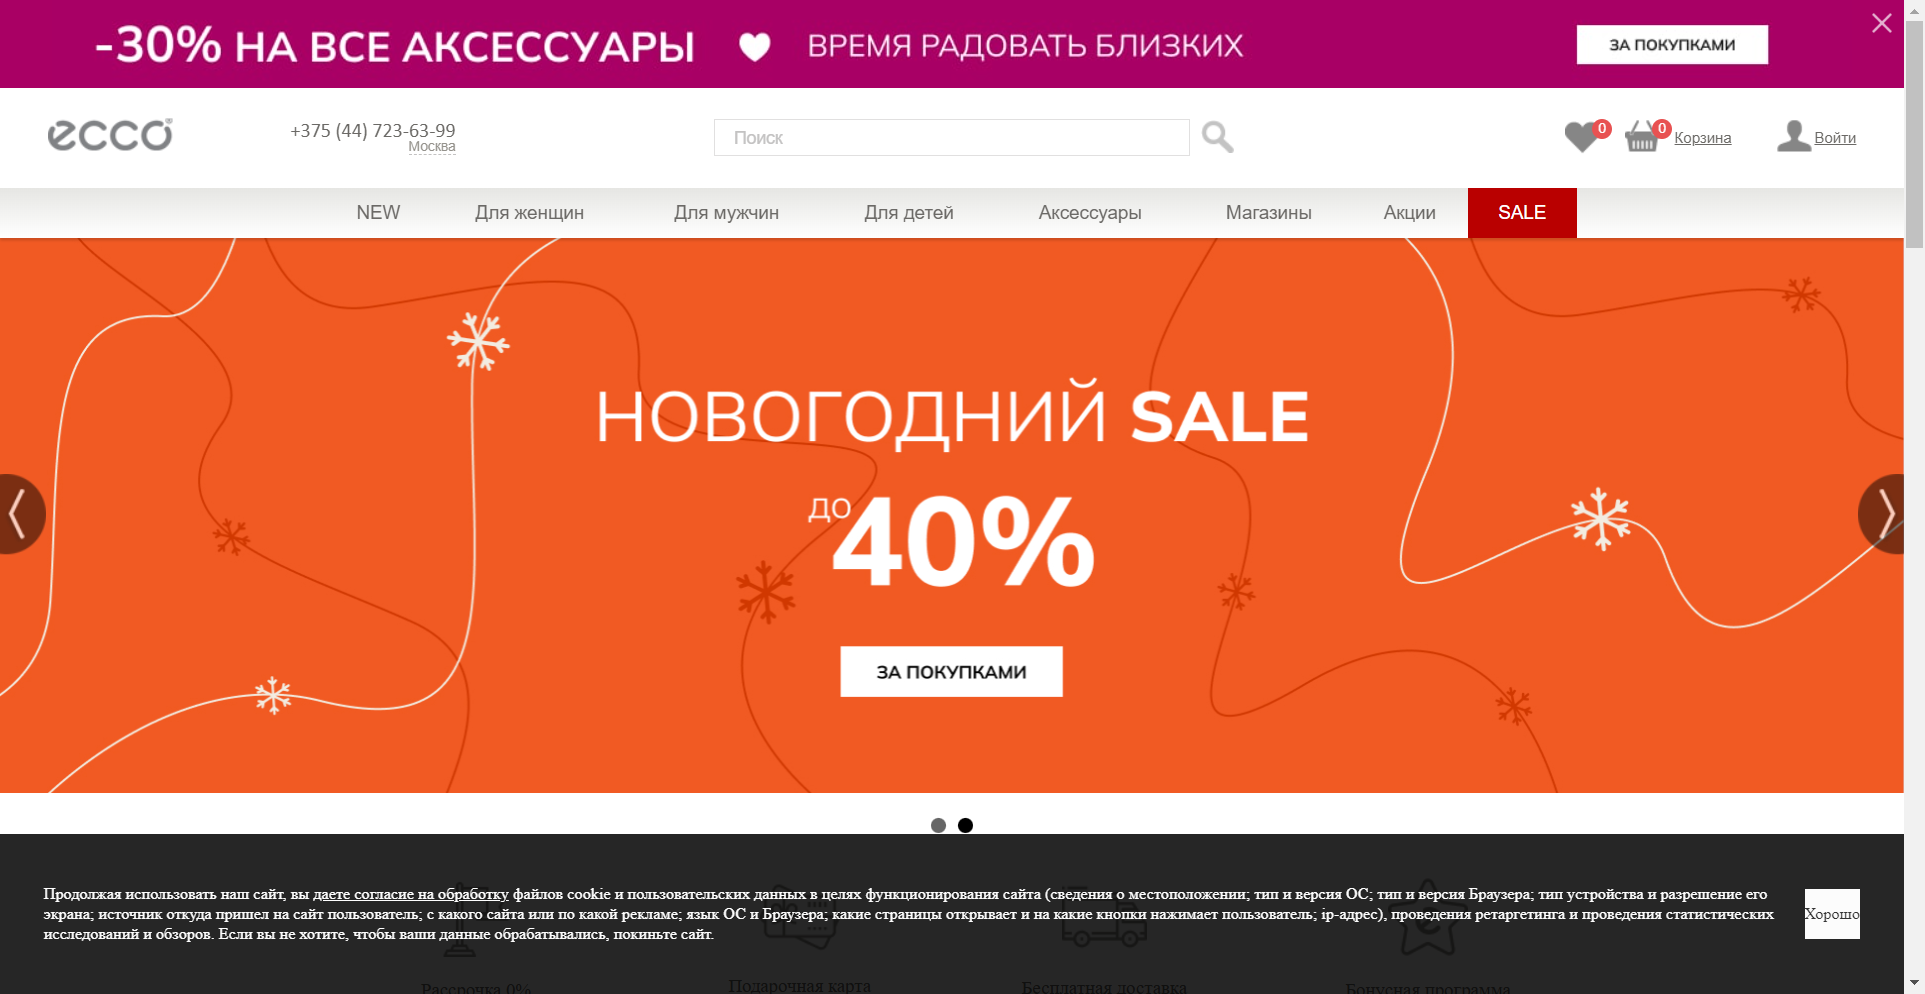 -30% НА ВСЕ АКСЕССУАРЫ ВРЕМЯ РАДОВАТЬ БЛИЗКИХ ЗА ПОКУПКАМИ
ecco
+375 (44) 723-63-99
Москва
Поиск
0
0
Корзина
Войти
NEW Для женщин Для мужчин Для детей Аксессуары Магазины Акции SALE
НОВОГОДНИЙ SALE
ДО 40%
ЗА ПОКУПКАМИ
Продолжая использовать наш сайт, вы даете согласие на обработку файлов cookie и пользовательских данных в целях функционирования сайта (сведения о местоположении; тип и версия ОС; тип и версия Браузера; тип устройства и разрешение его
экрана; источник откуда пришел на сайт пользователь; с какого сайта или по какой рекламе; язык ОС и Браузера; какие страницы открывает и на какие кнопки нажимает пользователь; ip-адрес), проведения ретаргетинга и проведения статистических
исследований и обзоров. Если вы не хотите, чтобы ваши данные обрабатывались, покиньте сайт.
Хорошо
Рассрочка 0% Подарочная карта Бесплатная доставка Бонусная программа